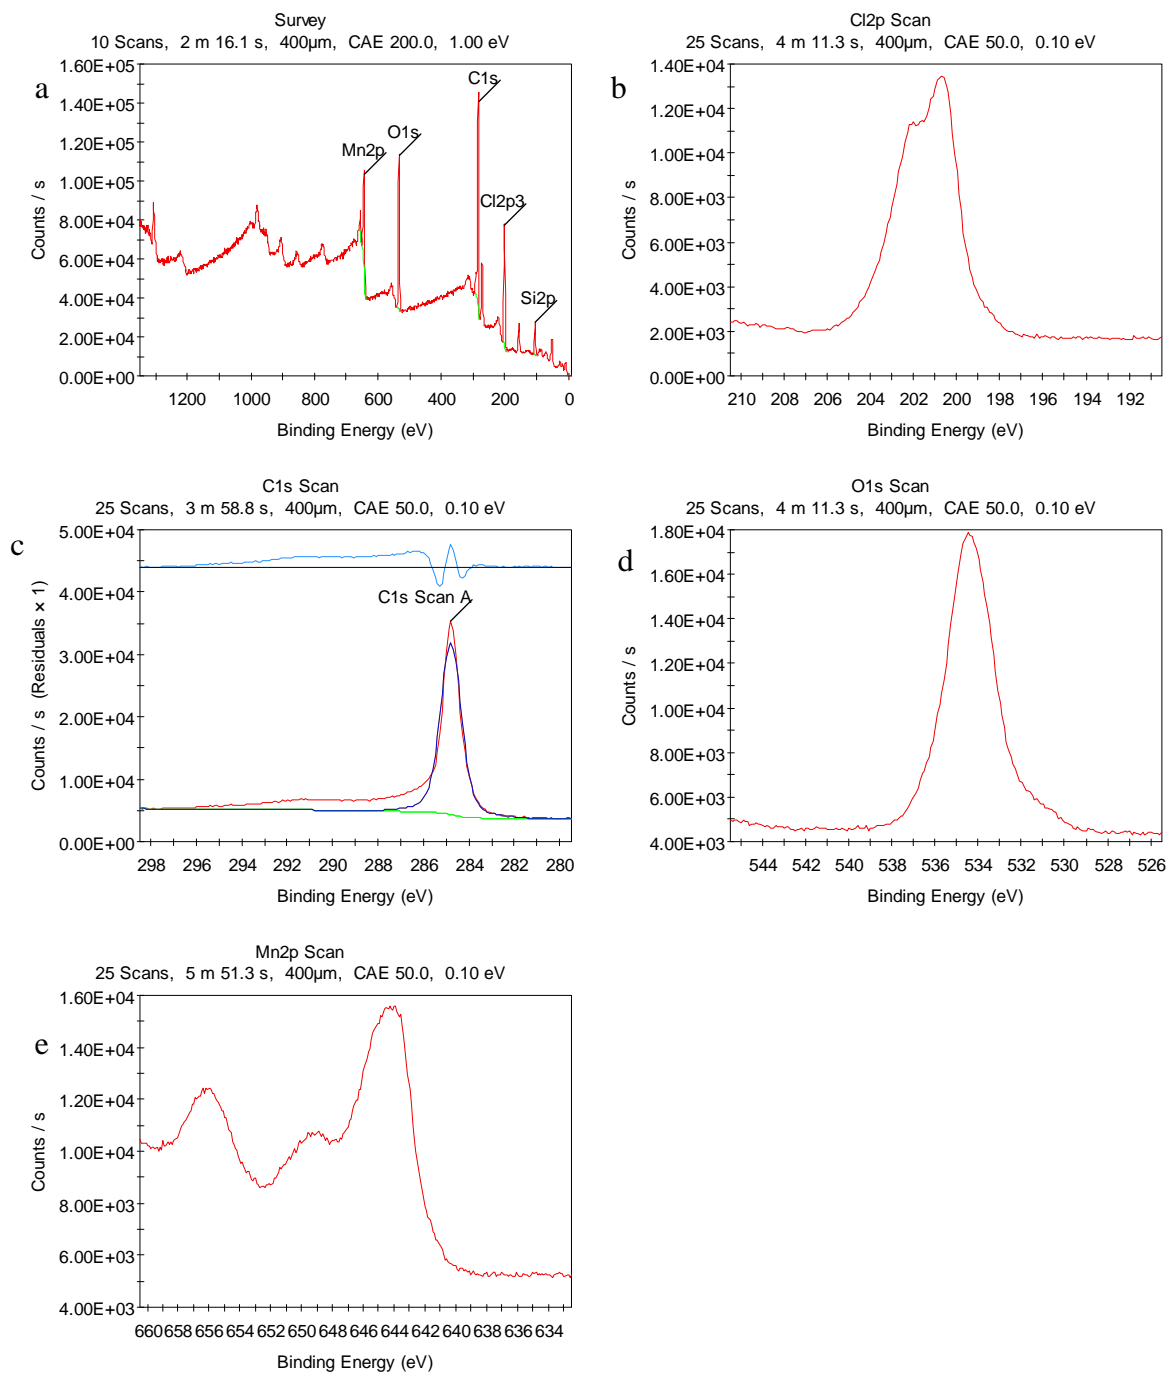 Survey
10 Scans, 2 m 16.1 s, 400µm, CAE 200.0, 1.00 eV
a
1.60E+05
1.40E+05
1.20E+05
1.00E+05
8.00E+04
6.00E+04
4.00E+04
2.00E+04
0.00E+00
Counts / s
C1s
O1s
Mn2p
Cl2p3
Si2p
1200 1000 800 600 400 200 0
Binding Energy (eV)
Cl2p Scan
25 Scans, 4 m 11.3 s, 400µm, CAE 50.0, 0.10 eV
b
1.40E+04
1.20E+04
1.00E+04
8.00E+03
6.00E+03
4.00E+03
2.00E+03
0.00E+00
Counts / s
210 208 206 204 202 200 198 196 194 192
Binding Energy (eV)
C1s Scan
25 Scans, 3 m 58.8 s, 400µm, CAE 50.0, 0.10 eV
c
5.00E+04
4.00E+04
3.00E+04
2.00E+04
1.00E+04
0.00E+00
Counts / s (Residuals × 1)
C1s Scan A
298 296 294 292 290 288 286 284 282 280
Binding Energy (eV)
O1s Scan
25 Scans, 4 m 11.3 s, 400µm, CAE 50.0, 0.10 eV
d
1.80E+04
1.60E+04
1.40E+04
1.20E+04
1.00E+04
8.00E+03
6.00E+03
4.00E+03
Counts / s
544 542 540 538 536 534 532 530 528 526
Binding Energy (eV)
Mn2p Scan
25 Scans, 5 m 51.3 s, 400µm, CAE 50.0, 0.10 eV
e
1.60E+04
1.40E+04
1.20E+04
1.00E+04
8.00E+03
6.00E+03
4.00E+03
Counts / s
660 658 656 654 652 650 648 646 644 642 640 638 636 634
Binding Energy (eV)